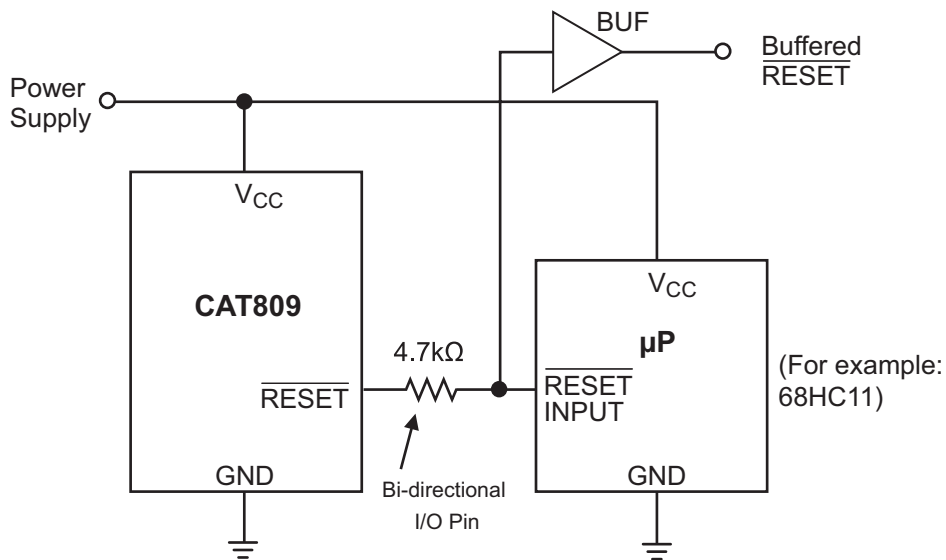 BUF
Buffered
RESET
Power
Supply
VCC
CAT809
RESET
GND
4.7kΩ
Bi-directional
I/O Pin
VCC
µP
RESET
INPUT
GND
(For example:
68HC11)